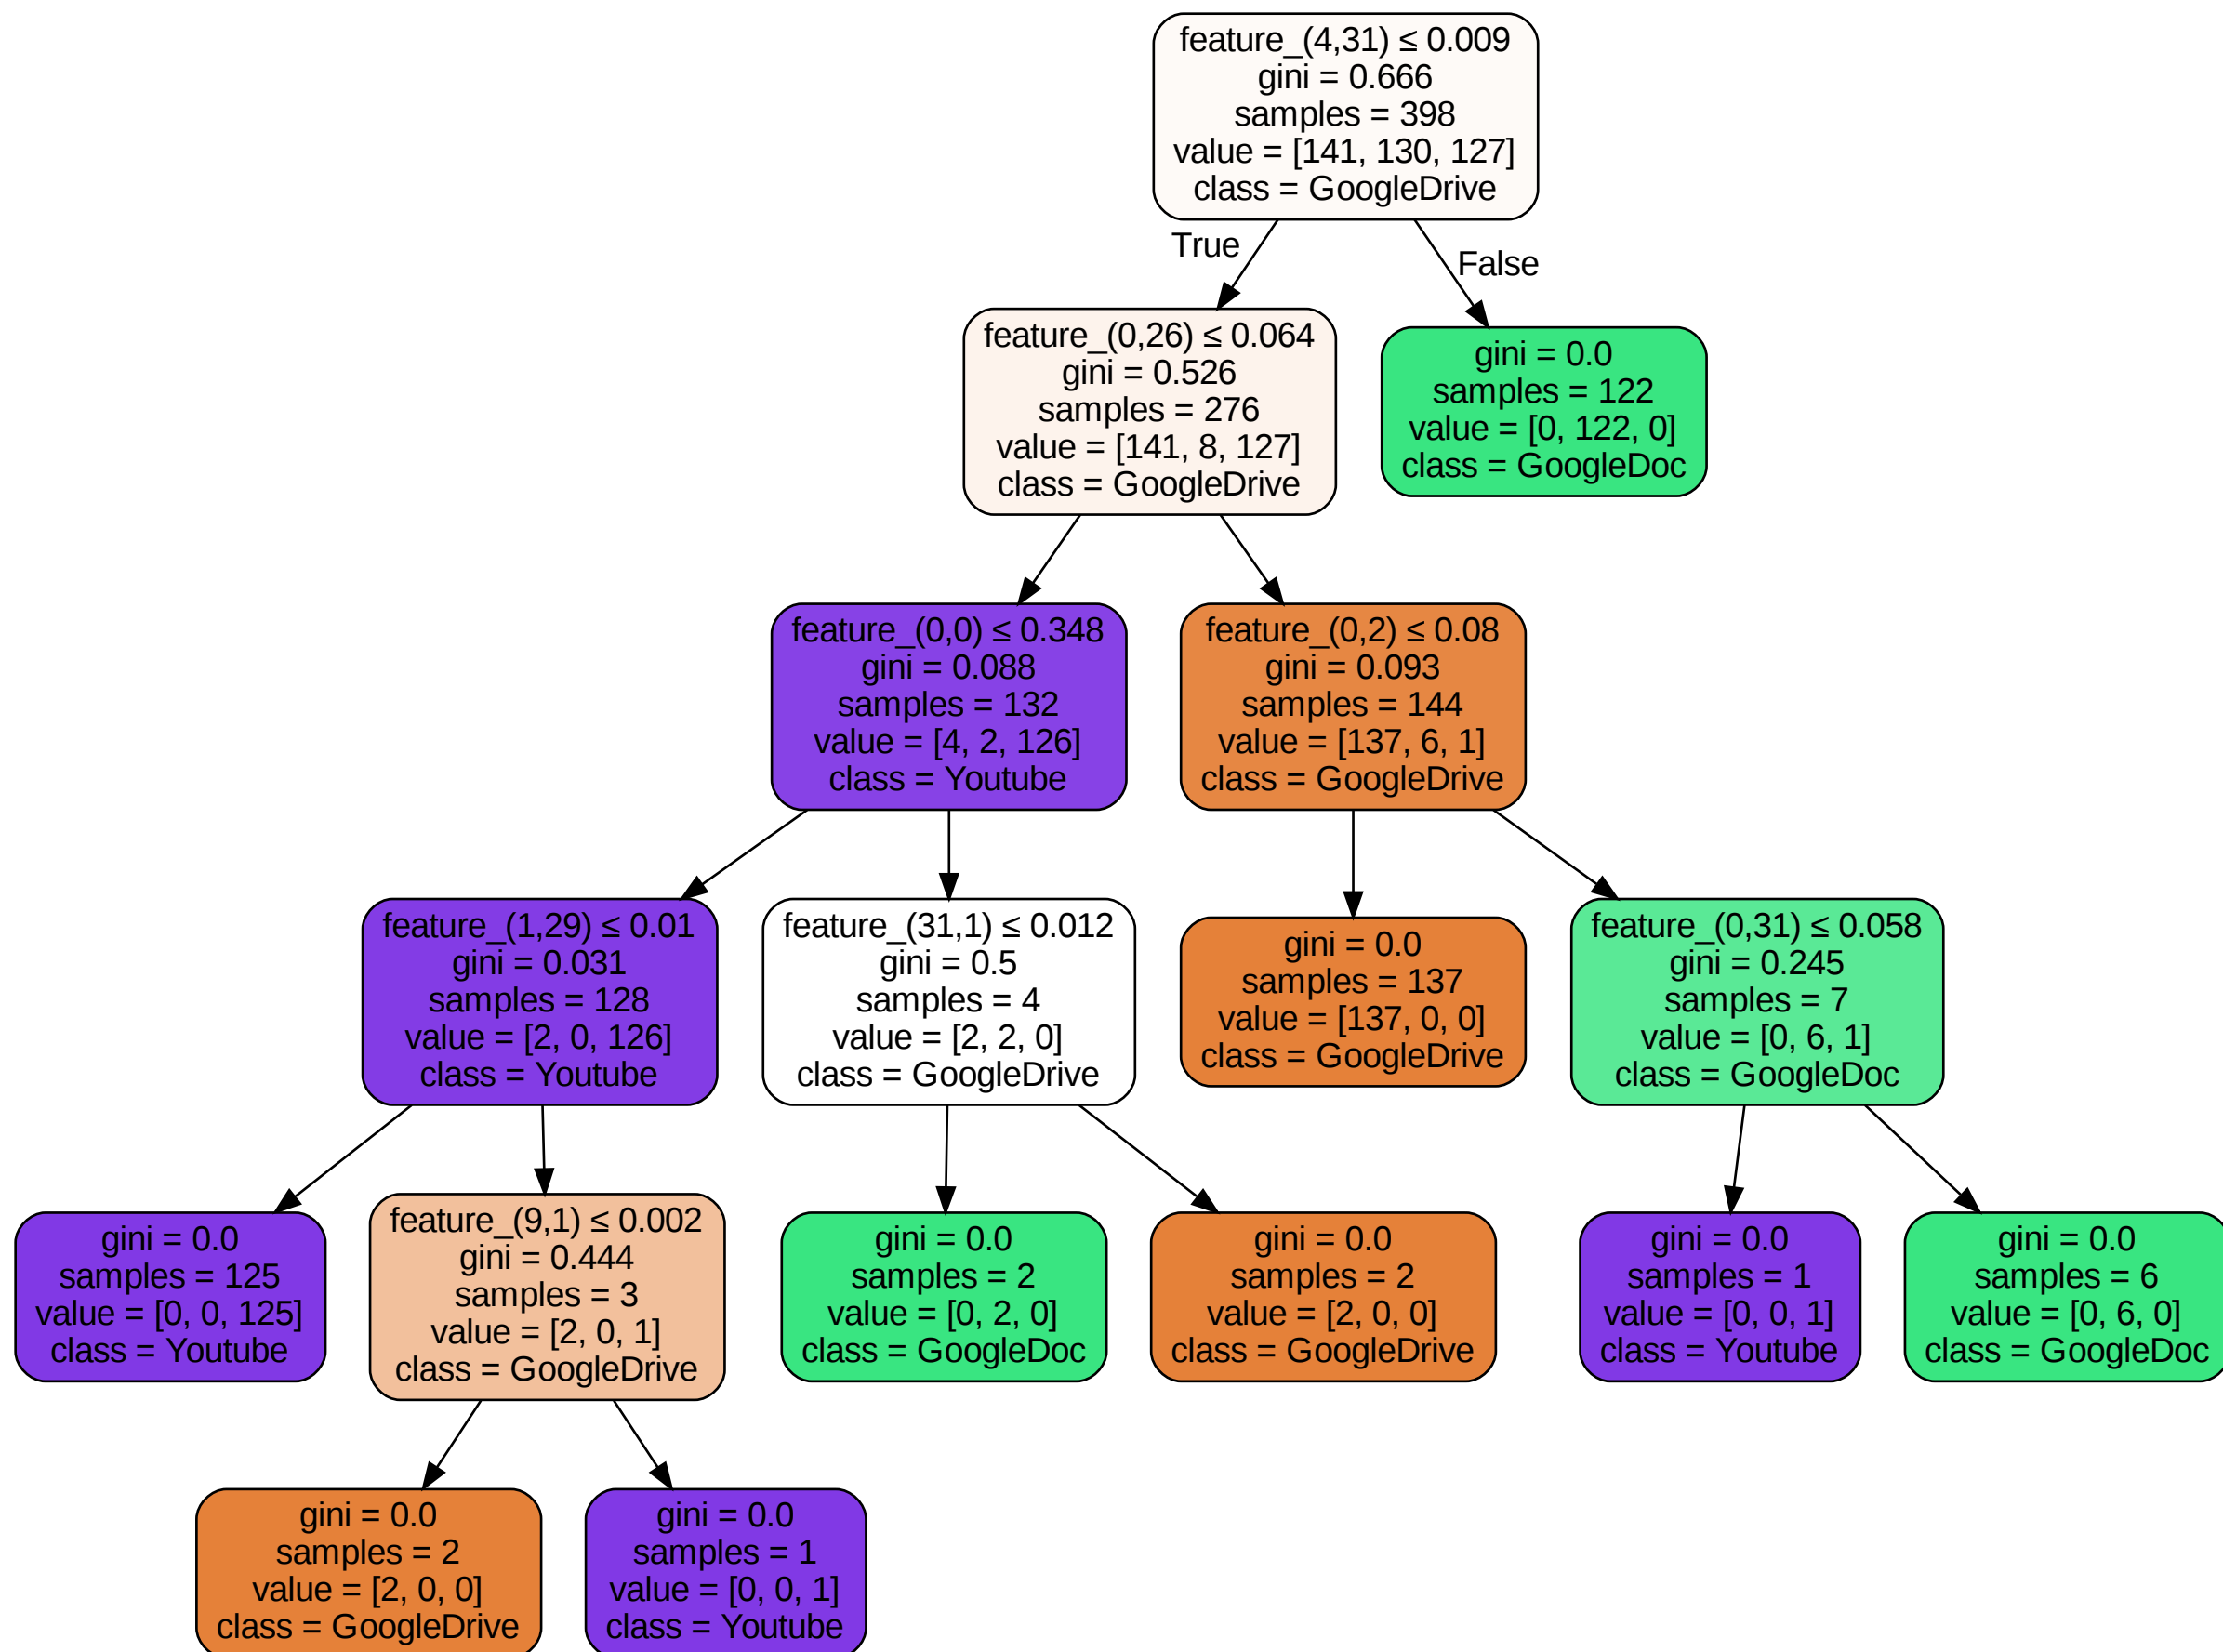 feature_(4,31) ≤ 0.009
gini = 0.666
samples = 398
value = [141, 130, 127]
class = GoogleDrive
True
False
feature_(0,26) ≤ 0.064
gini = 0.526
samples = 276
value = [141, 8, 127]
class = GoogleDrive
gini = 0.0
samples = 122
value = [0, 122, 0]
class = GoogleDoc
feature_(0,0) ≤ 0.348
gini = 0.088
samples = 132
value = [4, 2, 126]
class = Youtube
feature_(0,2) ≤ 0.08
gini = 0.093
samples = 144
value = [137, 6, 1]
class = GoogleDrive
feature_(1,29) ≤ 0.01
gini = 0.031
samples = 128
value = [2, 0, 126]
class = Youtube
feature_(31,1) ≤ 0.012
gini = 0.5
samples = 4
value = [2, 2, 0]
class = GoogleDrive
gini = 0.0
samples = 137
value = [137, 0, 0]
class = GoogleDrive
feature_(0,31) ≤ 0.058
gini = 0.245
samples = 7
value = [0, 6, 1]
class = GoogleDoc
gini = 0.0
samples = 125
value = [0, 0, 125]
class = Youtube
feature_(9,1) ≤ 0.002
gini = 0.444
samples = 3
value = [2, 0, 1]
class = GoogleDrive
gini = 0.0
samples = 2
value = [0, 2, 0]
class = GoogleDoc
gini = 0.0
samples = 2
value = [2, 0, 0]
class = GoogleDrive
gini = 0.0
samples = 1
value = [0, 0, 1]
class = Youtube
gini = 0.0
samples = 6
value = [0, 6, 0]
class = GoogleDoc
gini = 0.0
samples = 2
value = [2, 0, 0]
class = GoogleDrive
gini = 0.0
samples = 1
value = [0, 0, 1]
class = Youtube